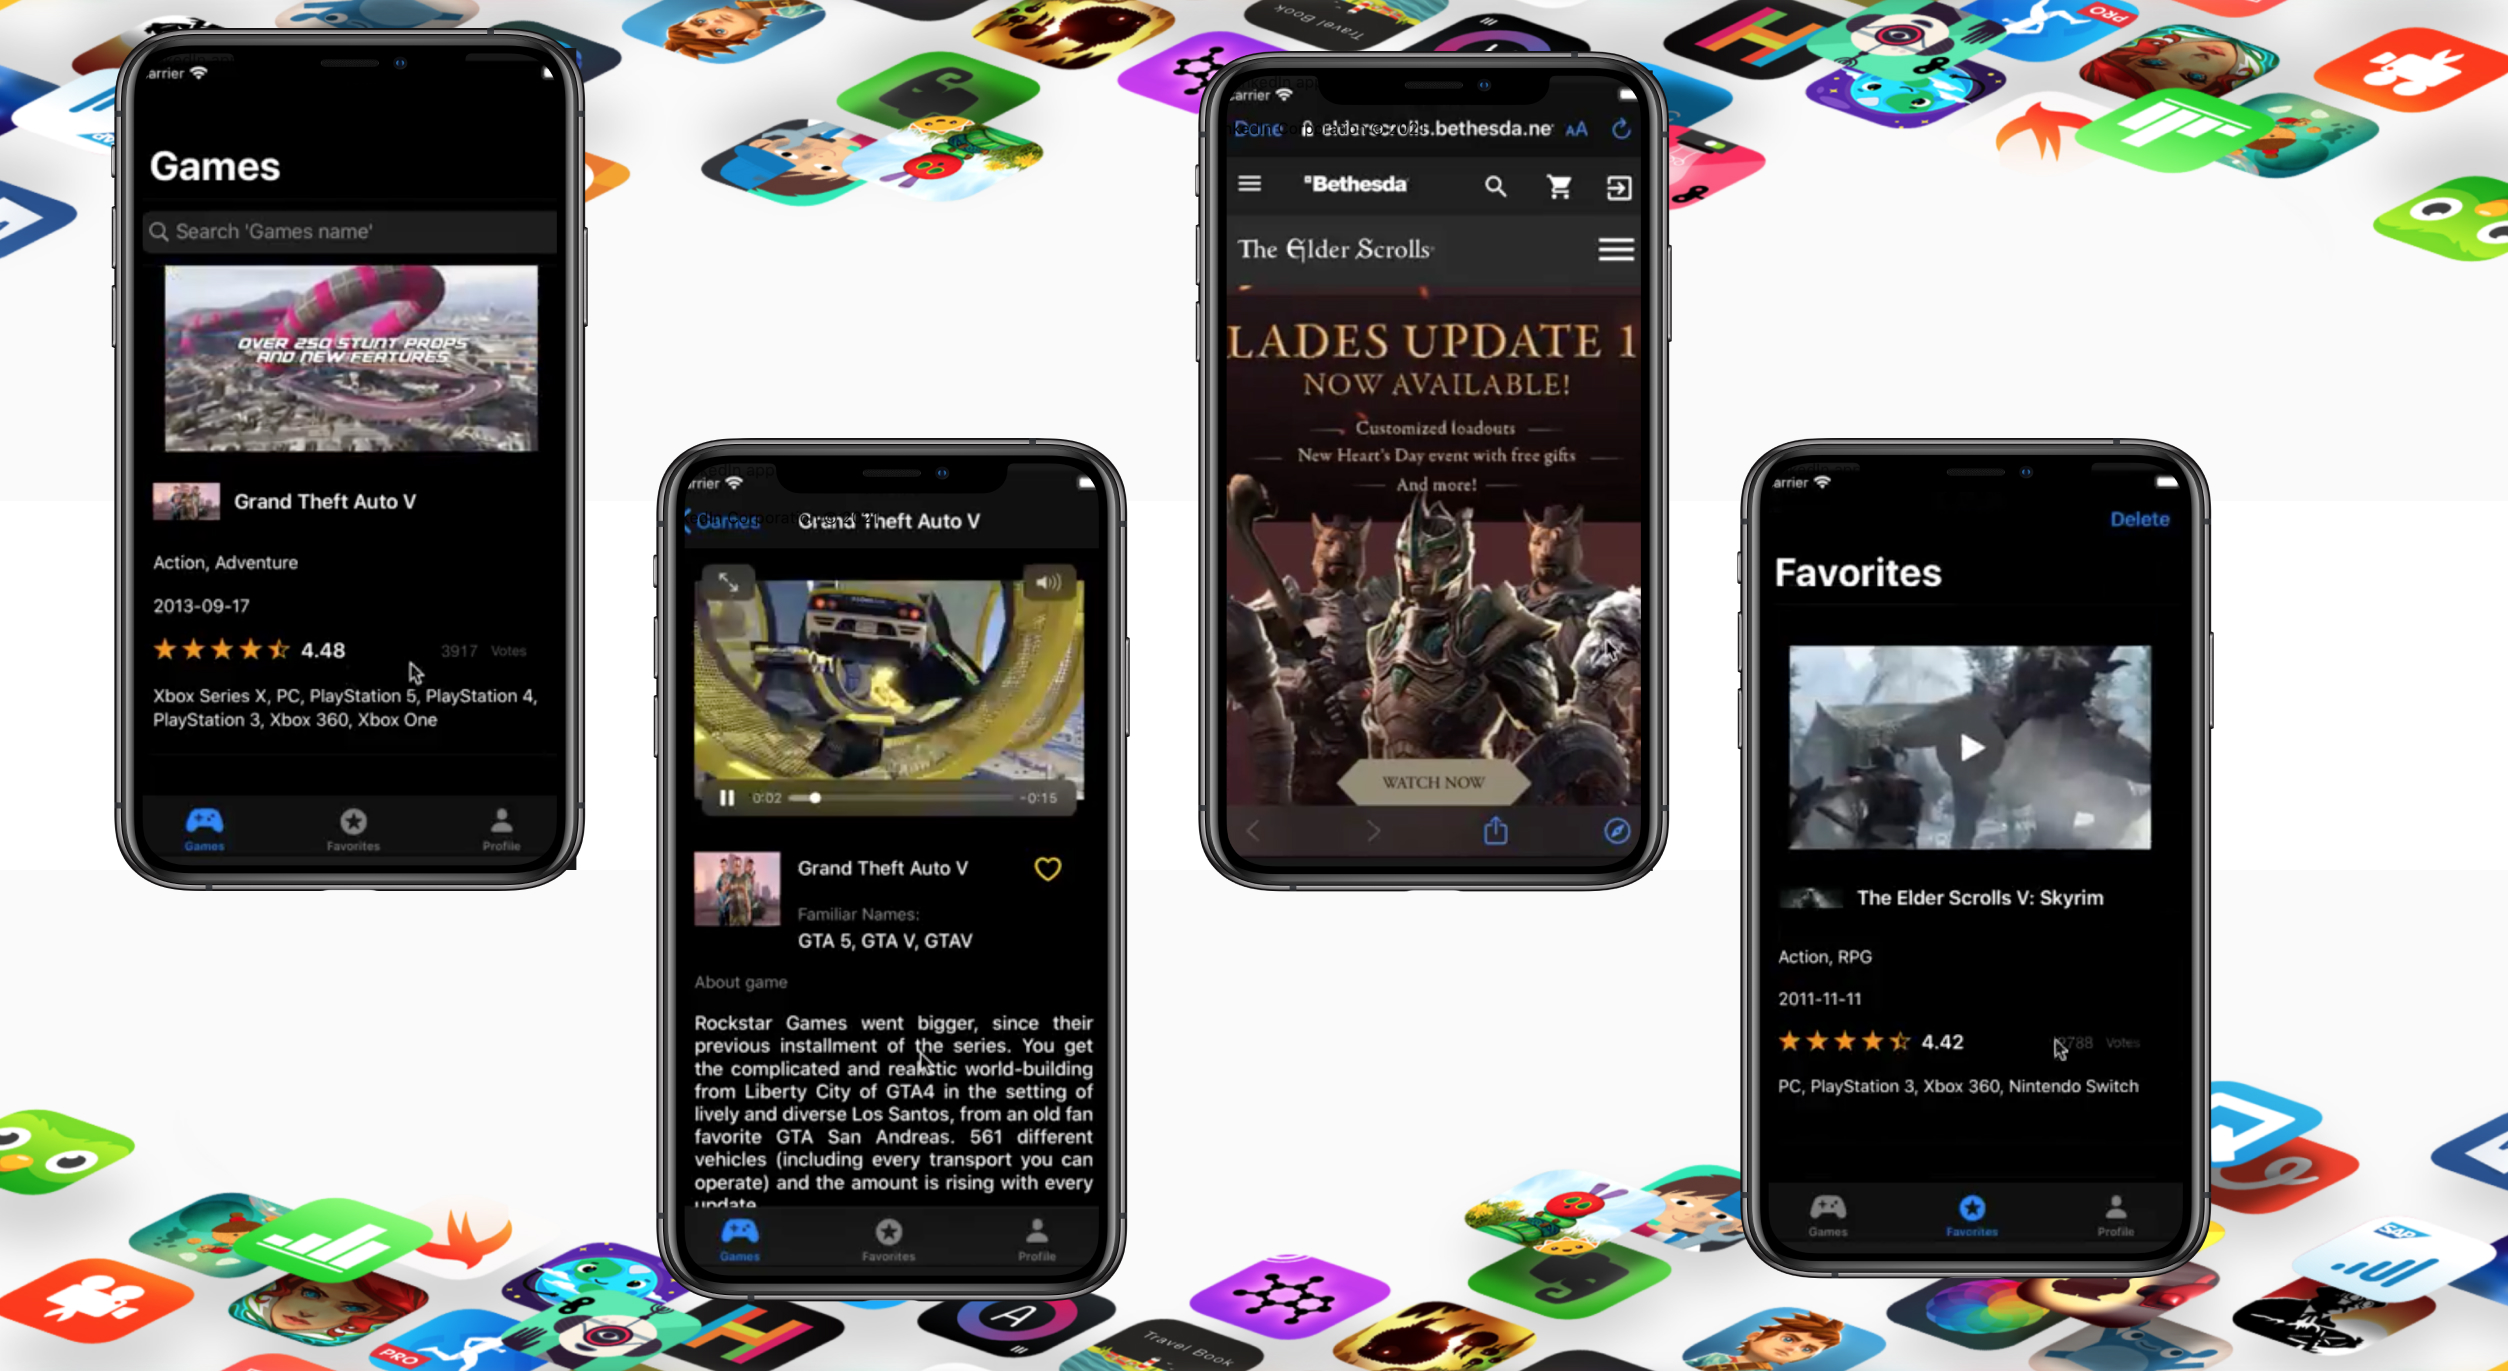 arrier
Games
Search 'Games name'
OVER 250 STUNT PROPS
AND NEW FEATURES
Grand Theft Auto V
Action, Adventure
2013-09-17
4.48
3917 Votes
Xbox Series X, PC, PlayStation 5, PlayStation 4,
PlayStation 3, Xbox 360, Xbox One
Games Favorites Profile
rrier
Games Grand Theft Auto V
0:02 -0:15
Grand Theft Auto V
Familiar Names:
GTA 5, GTA V, GTAV
About game
Rockstar Games went bigger, since their
previous installment of the series. You get
the complicated and realistic world-building
from Liberty City of GTA4 in the setting of
lively and diverse Los Santos, from an old fan
favorite GTA San Andreas. 561 different
vehicles (including every transport you can
operate) and the amount is rising with every
update
Games Favorites Profile
arrier
.bethesda.ne AA
Bethesda
The Elder Scrolls
LADES UPDATE 1
NOW AVAILABLE!
Customized loadouts
New Heart's Day event with free gifts
And more!
WATCH NOW
arrier
Delete
Favorites
The Elder Scrolls V: Skyrim
Action, RPG
2011-11-11
4.42
788 Votes
PC, PlayStation 3, Xbox 360, Nintendo Switch
Games Favorites Profile
Travel Book
PRO
PRO
Travel Book
SAP